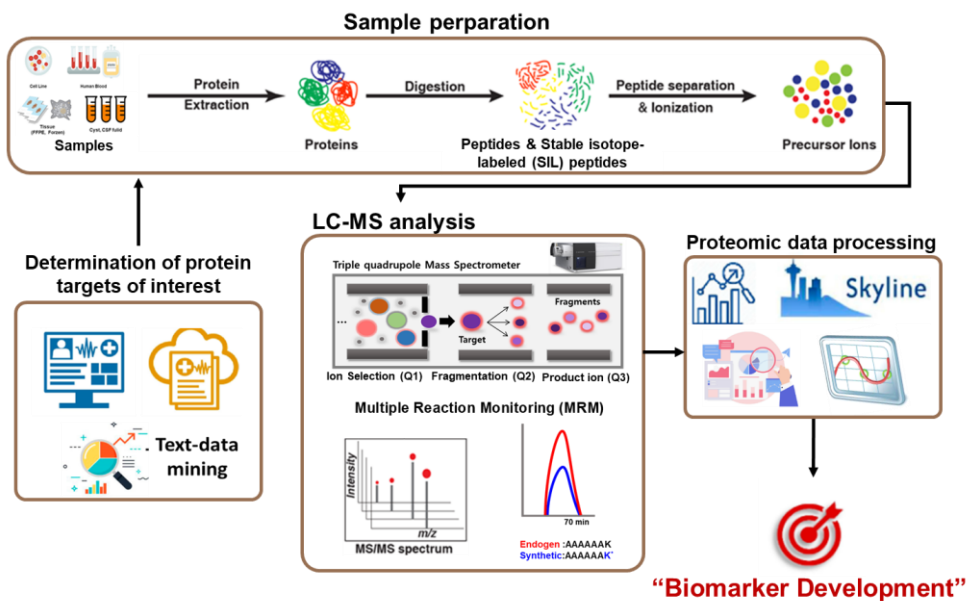 Sample perparation
Cell Line
Human Blood
Tissue
(FFPE, Forzen)
Cyst, CSF fulid
Samples
Protein
Extraction
Proteins
Digestion
Peptides & Stable isotope-
labeled (SIL) peptides
Peptide separation
& Ionization
Precursor Ions
Determination of protein
targets of interest
Text-data
mining
LC-MS analysis
Triple quadrupole Mass Spectrometer
...
Target
Fragments
Ion Selection (Q1)
Fragmentation (Q2)
Product ion (Q3)
Multiple Reaction Monitoring (MRM)
Intensity
m/z
MS/MS spectrum
70 min
Endogen :AAAAAAK
Synthetic:AAAAAAK*
Proteomic data processing
Skyline
“Biomarker Development”